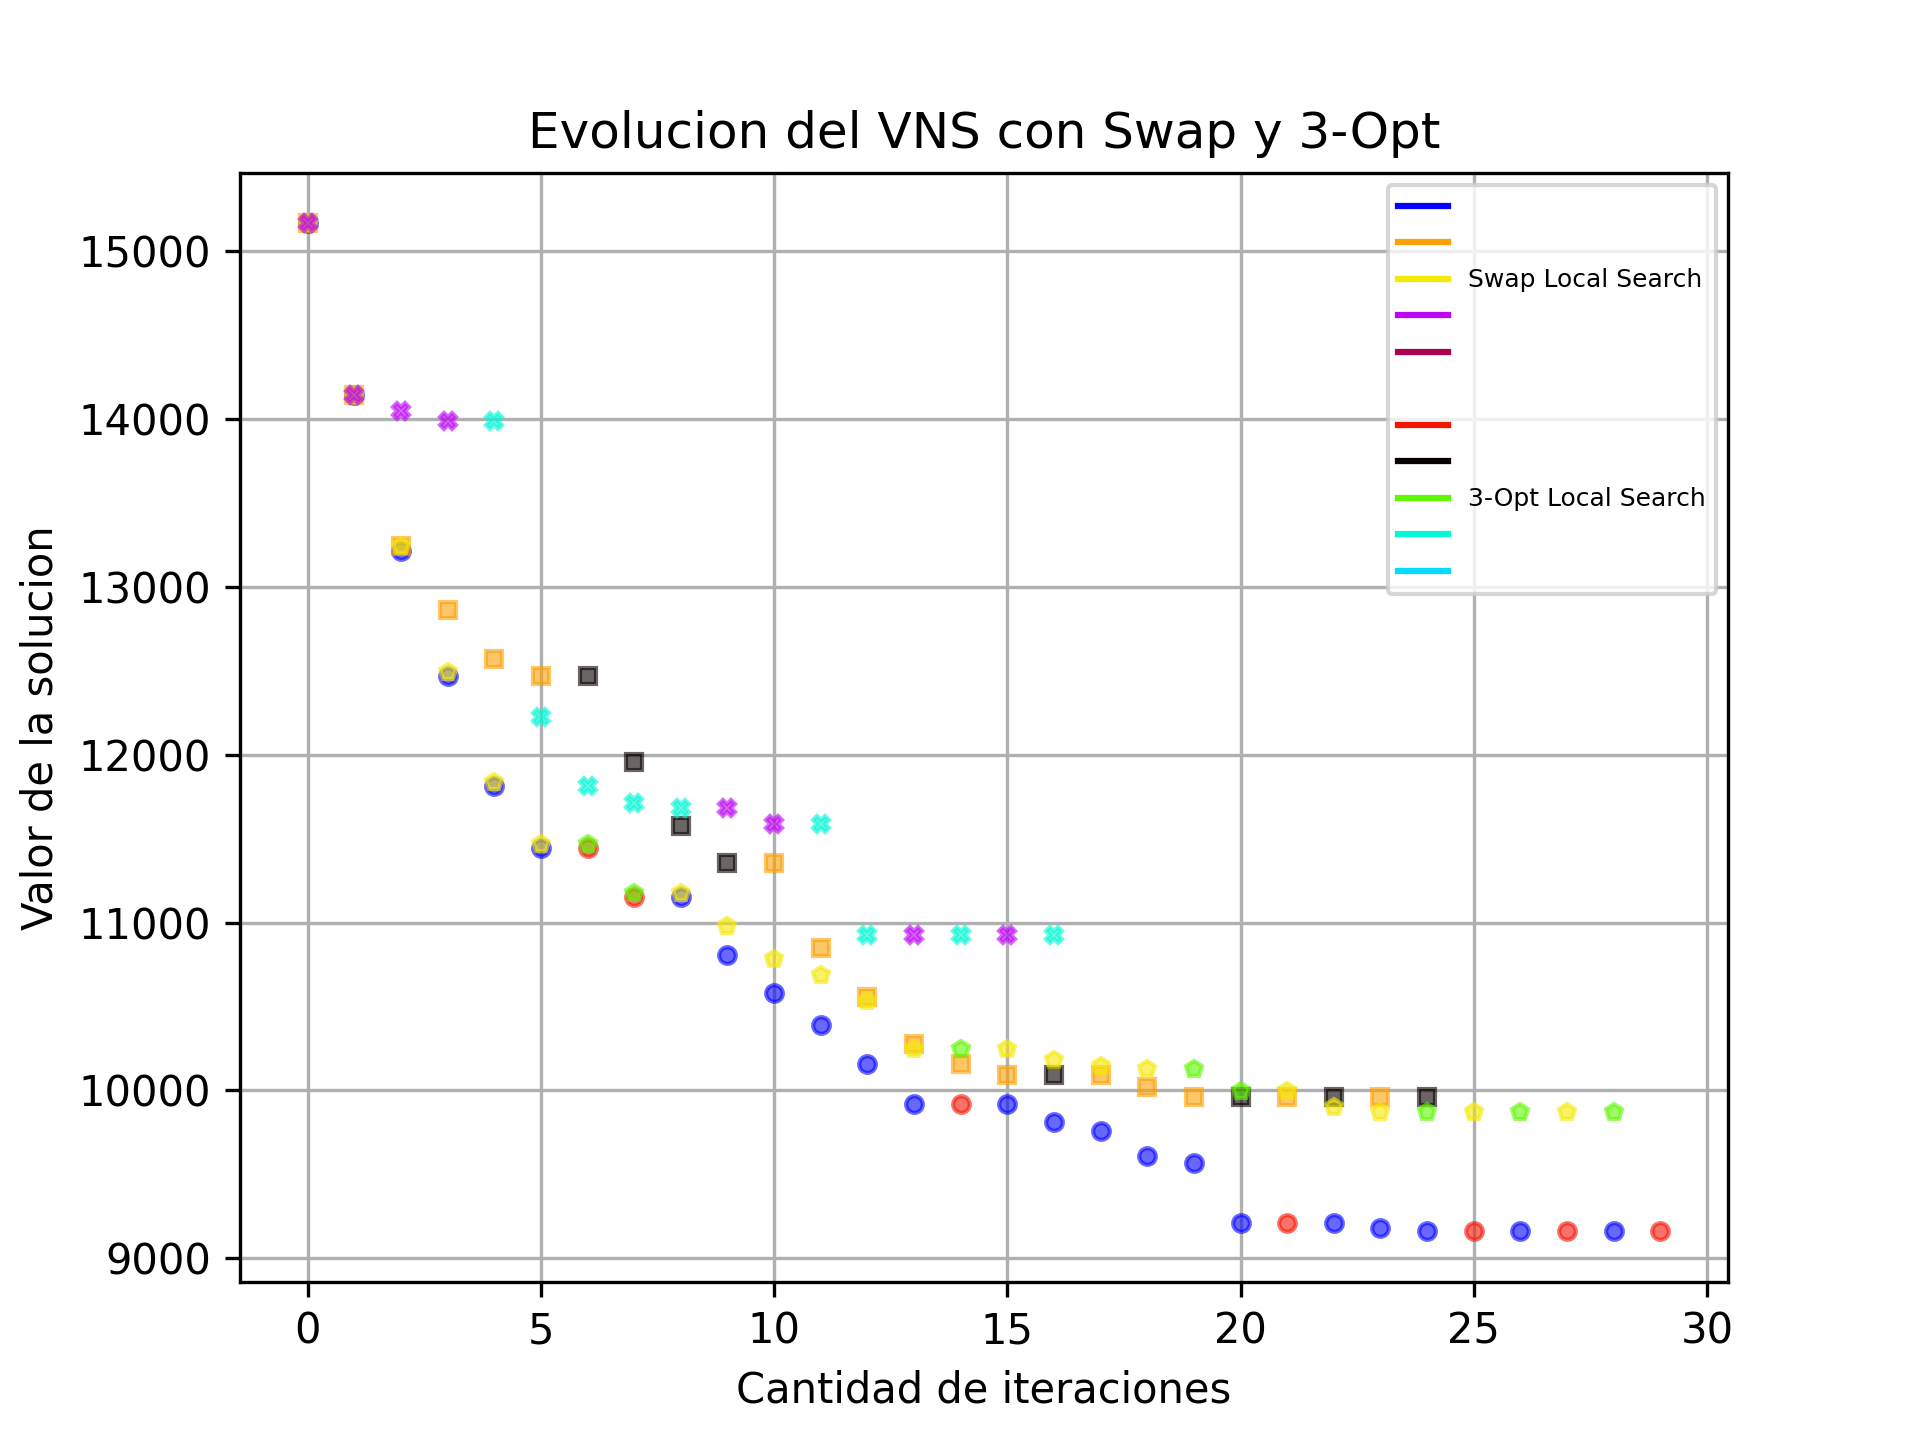 Evolucion del VNS con Swap y 3-Opt
Valor de la solucion
15000
14000
13000
12000
11000
10000
9000
Swap Local Search
3-Opt Local Search
0 5 10 15 20 25 30
Cantidad de iteraciones